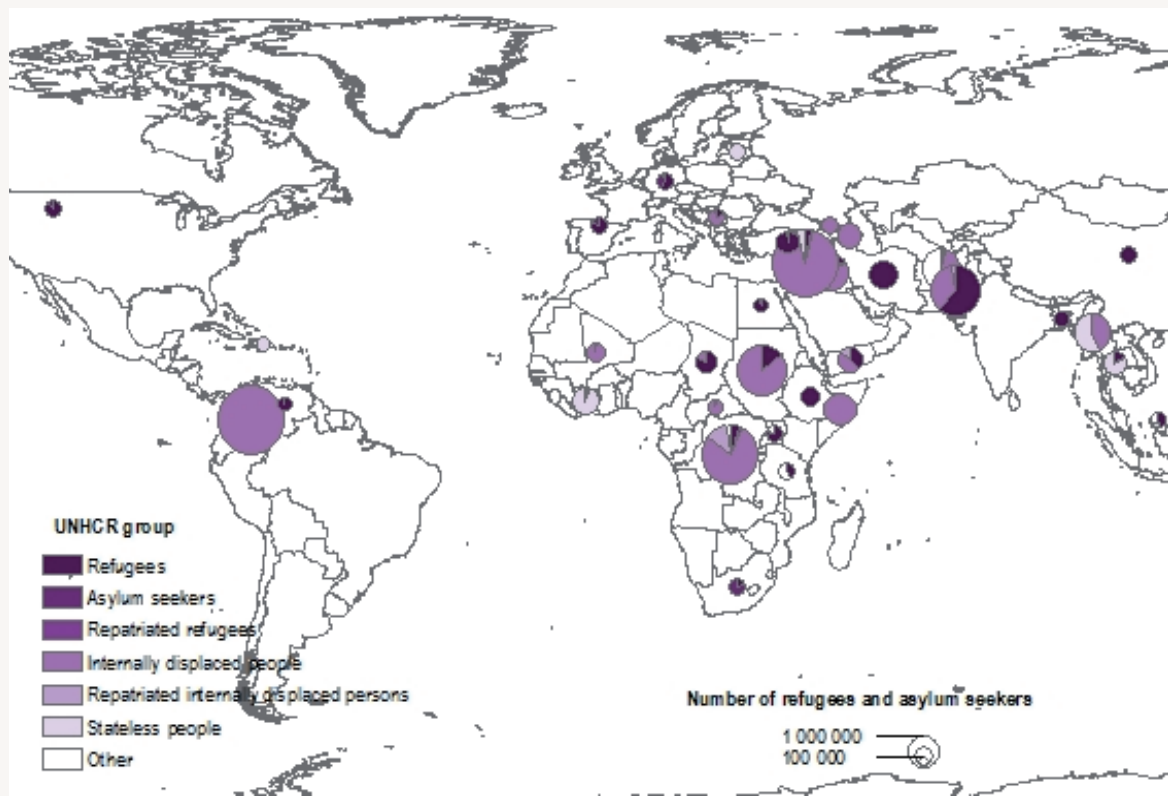 UNHCR group
Refugees
Asylum seekers
Repatriated refugees
Internally displaced people
Repatriated internally displaced persons
Stateless people
Other
Number of refugees and asylum seekers
1 000 000
100 000